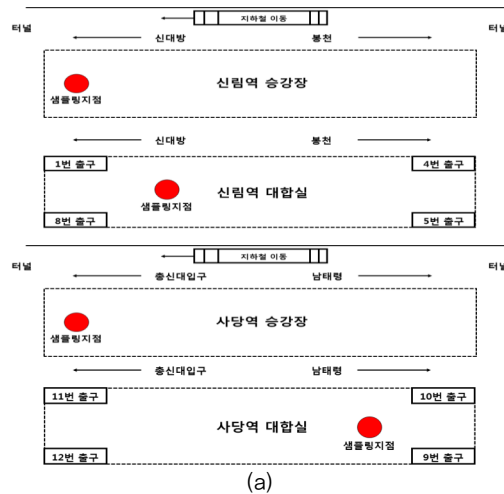 지하철 이동
터널
터널
신대방
봉천
신림역 승강장
샘플링지점
신대방
봉천
1번 출구
4번 출구
신림역 대합실
샘플링지점
8번 출구
5번 출구
지하철 이동
터널
터널
총신대입구
남태령
사당역 승강장
샘플링지점
총신대입구
남태령
11번 출구
10번 출구
사당역 대합실
샘플링지점
12번 출구
9번 출구
(a)